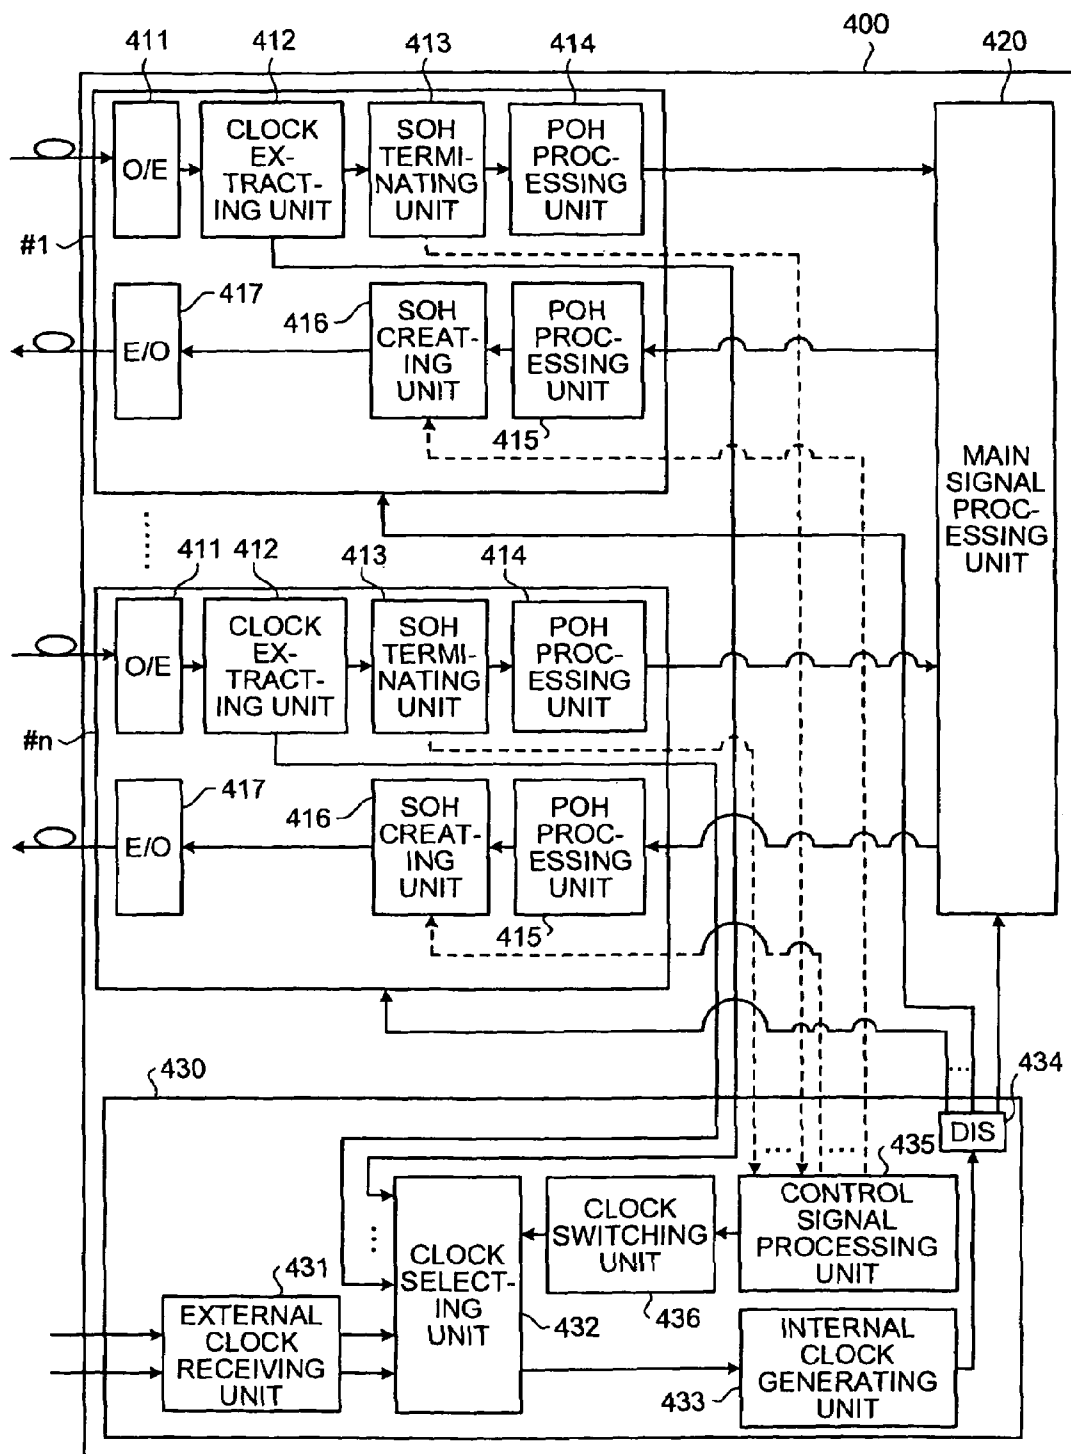 400
411
412
413
414
420
O/E
CLOCK
EX-
TRACT-
ING UNIT
SOH
TERMI-
NATING
UNIT
POH
PROC-
ESSING
UNIT
#1
417
416
E/O
SOH
CREAT-
ING
UNIT
POH
PROC-
ESSING
UNIT
415
MAIN
SIGNAL
PROC-
ESSING
UNIT
411
412
413
414
O/E
CLOCK
EX-
TRACT-
ING UNIT
SOH
TERMI-
NATING
UNIT
POH
PROC-
ESSING
UNIT
#n
417
416
E/O
SOH
CREAT-
ING
UNIT
POH
PROC-
ESSING
UNIT
415
430
434
DIS
435
CLOCK
SELECT-
ING
UNIT
432
CLOCK
SWITCHING
UNIT
436
CONTROL
SIGNAL
PROCESSING
UNIT
431
EXTERNAL
CLOCK
RECEIVING
UNIT
INTERNAL
CLOCK
GENERATING
UNIT
433